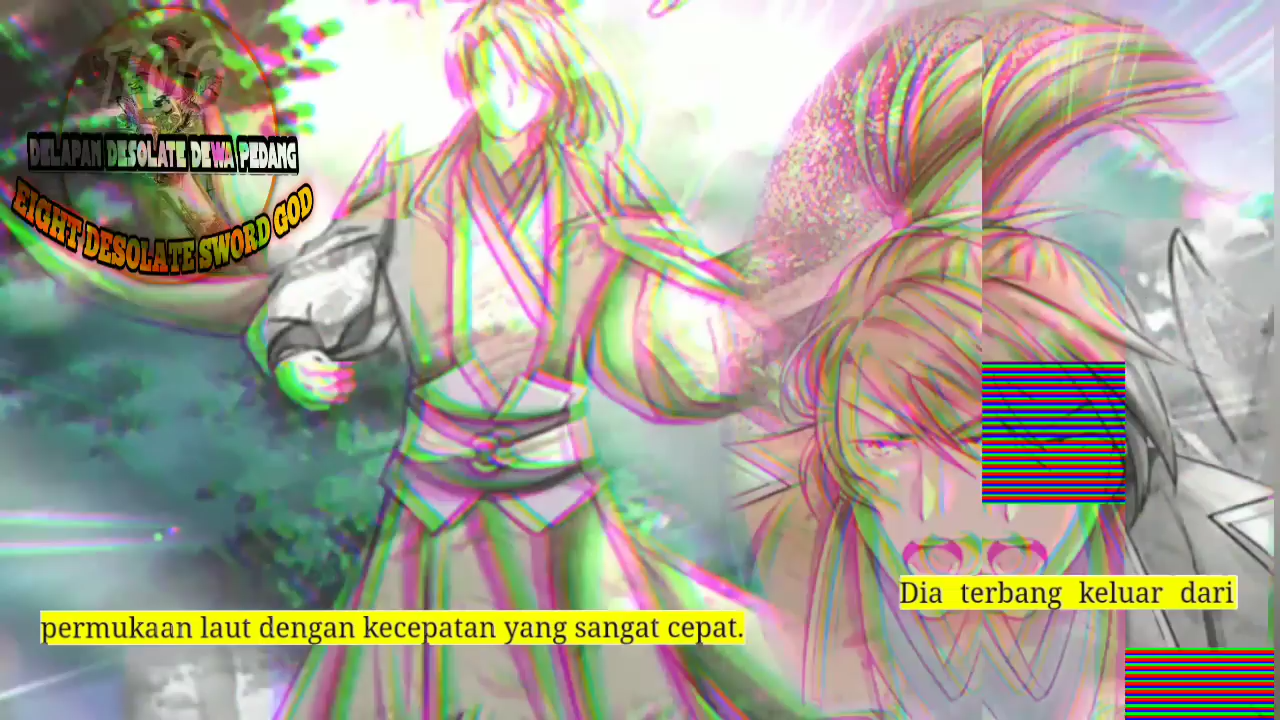 DELAPAN DESOLATE DEWA PEDANG
EIGHT DESOLATE SWORD GOD
Dia terbang keluar dari
permukaan laut dengan kecepatan yang sangat cepat.